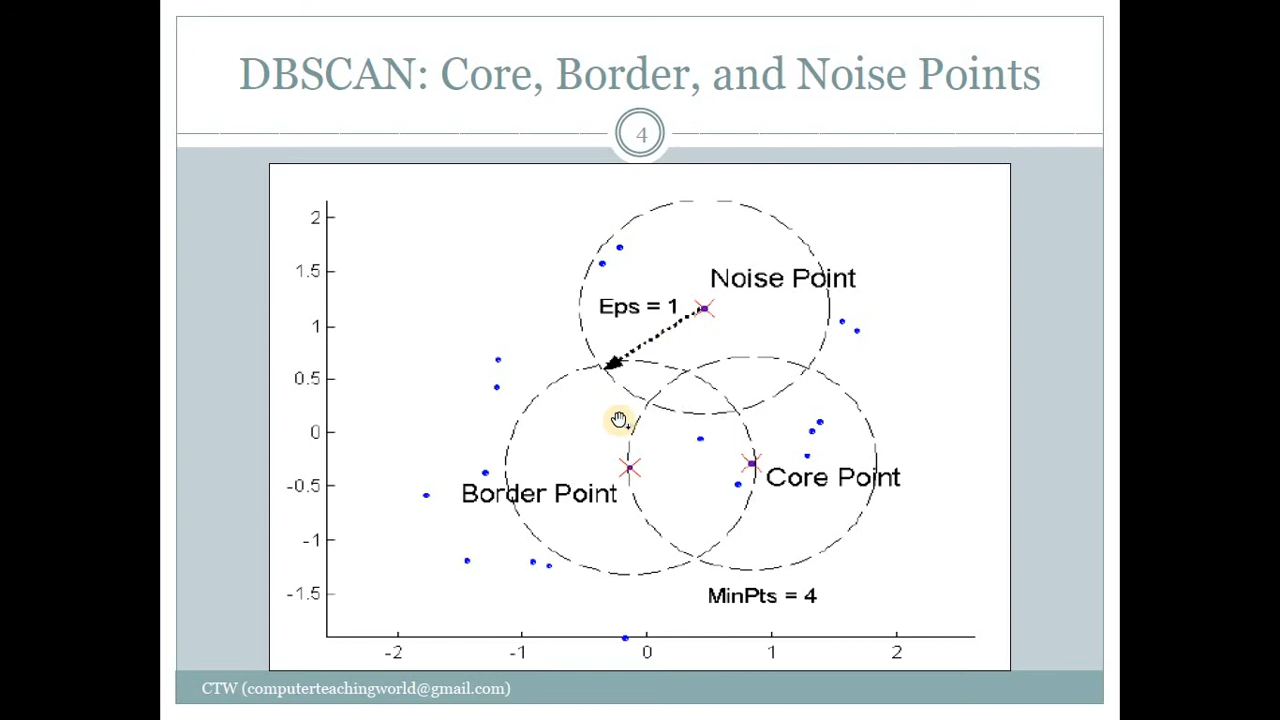 DBSCAN: Core, Border, and Noise Points
4
2
1.5
1
0.5
0
-0.5
-1
-1.5
Noise Point
Eps = 1
Border Point
Core Point
MinPts = 4
-2 -1 0 1 2
CTW (computerteachingworld@gmail.com)